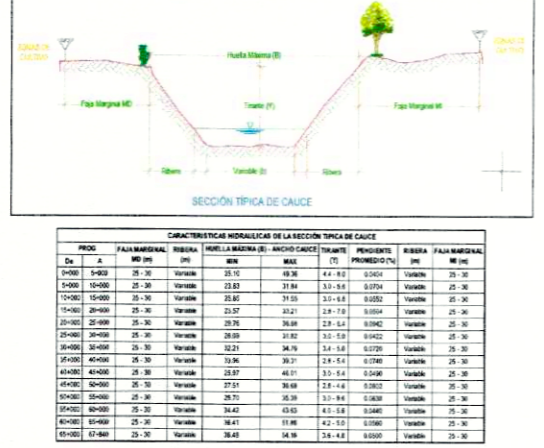 ZONAS DE CULTIVO
ZONAS DE CULTIVO
Huella Máxima (B)
Faja Marginal MD
Tirante (Y)
Faja Marginal MI
Ribera
Variable (b)
Ribera
SECCIÓN TÍPICA DE CAUCE
CARACTERISTICAS HIDRAULICAS DE LA SECCIÓN TIPICA DE CAUCE
PROG FAJA MARGINAL MD (m) RIBERA (m) HUELLA MÁXIMA (B) - ANCHO CAUCE TIRANTE (T) PENDIENTE PROMEDIO (%) RIBERA (m) FAJA MARGINAL MI (m)
De A MIN MAX
0+000 5+000 25 - 30 Variable 35.10 49.36 4.4 - 8.0 0.0404 Variable 25 - 30
5+000 10+000 25 - 30 Variable 23.83 31.84 3.0 - 5.6 0.0704 Variable 25 - 30
10+000 15+000 25 - 30 Variable 25.85 31.55 3.0 - 6.8 0.0552 Variable 25 - 30
15+000 20+000 25 - 30 Variable 23.57 33.21 2.8 - 7.0 Variable 25 - 30
20+000 25+000 25 - 30 Variable 29.76 2.8 - 5.4 0.0942 Variable 25 - 30
25+000 30+000 25 - 30 Variable 31.82 3.0 - 5.0 0.0422 Variable 25 - 30
30+000 35+000 25 - 30 Variable 32.21 34.76 3.4 - 5.8 0.0720 Variable 25 - 30
35+000 40+000 25 - 30 Variable 33.96 39.31 2.8 - 5.4 0.0740 Variable 25 - 30
40+000 45+000 25 - 30 Variable 25.97 46.01 3.0 - 5.4 0.0490 Variable 25 - 30
45+000 50+000 25 - 30 Variable 27.51 36.68 2.8 - 4.6 Variable 25 - 30
50+000 55+000 25 - 30 Variable 29.70 35.39 3.0 - 9.6 0.0638 Variable 25 - 30
55+000 60+000 25 - 30 Variable 34.42 43.63 4.0 - 5.8 0.0440 Variable 25 - 30
60+000 65+000 25 - 30 Variable 36.41 51.86 4.2 - 5.0 0.0560 Variable 25 - 30
65+000 67+849 25 - 30 Variable 36.45 54.16 3.6 - 4.8 0.0500 Variable 25 - 30